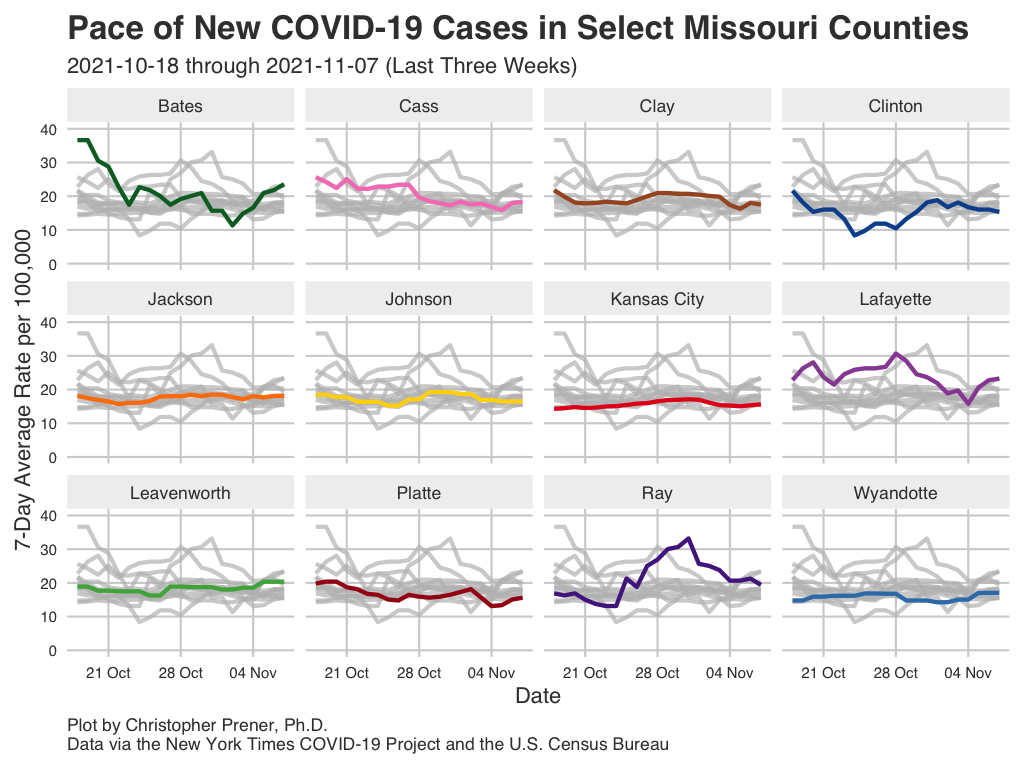 Pace of New COVID-19 Cases in Select Missouri Counties
2021-10-18 through 2021-11-07 (Last Three Weeks)
Bates Cass Clay Clinton
40
30
20
10
0
Jackson Johnson Kansas City Lafayette
40
30
20
10
0
Leavenworth Platte Ray Wyandotte
40
30
20
10
0
7-Day Average Rate per 100,000
21 Oct 28 Oct 04 Nov 21 Oct 28 Oct 04 Nov 21 Oct 28 Oct 04 Nov 21 Oct 28 Oct 04 Nov
Date
Plot by Christopher Prener, Ph.D.
Data via the New York Times COVID-19 Project and the U.S. Census Bureau